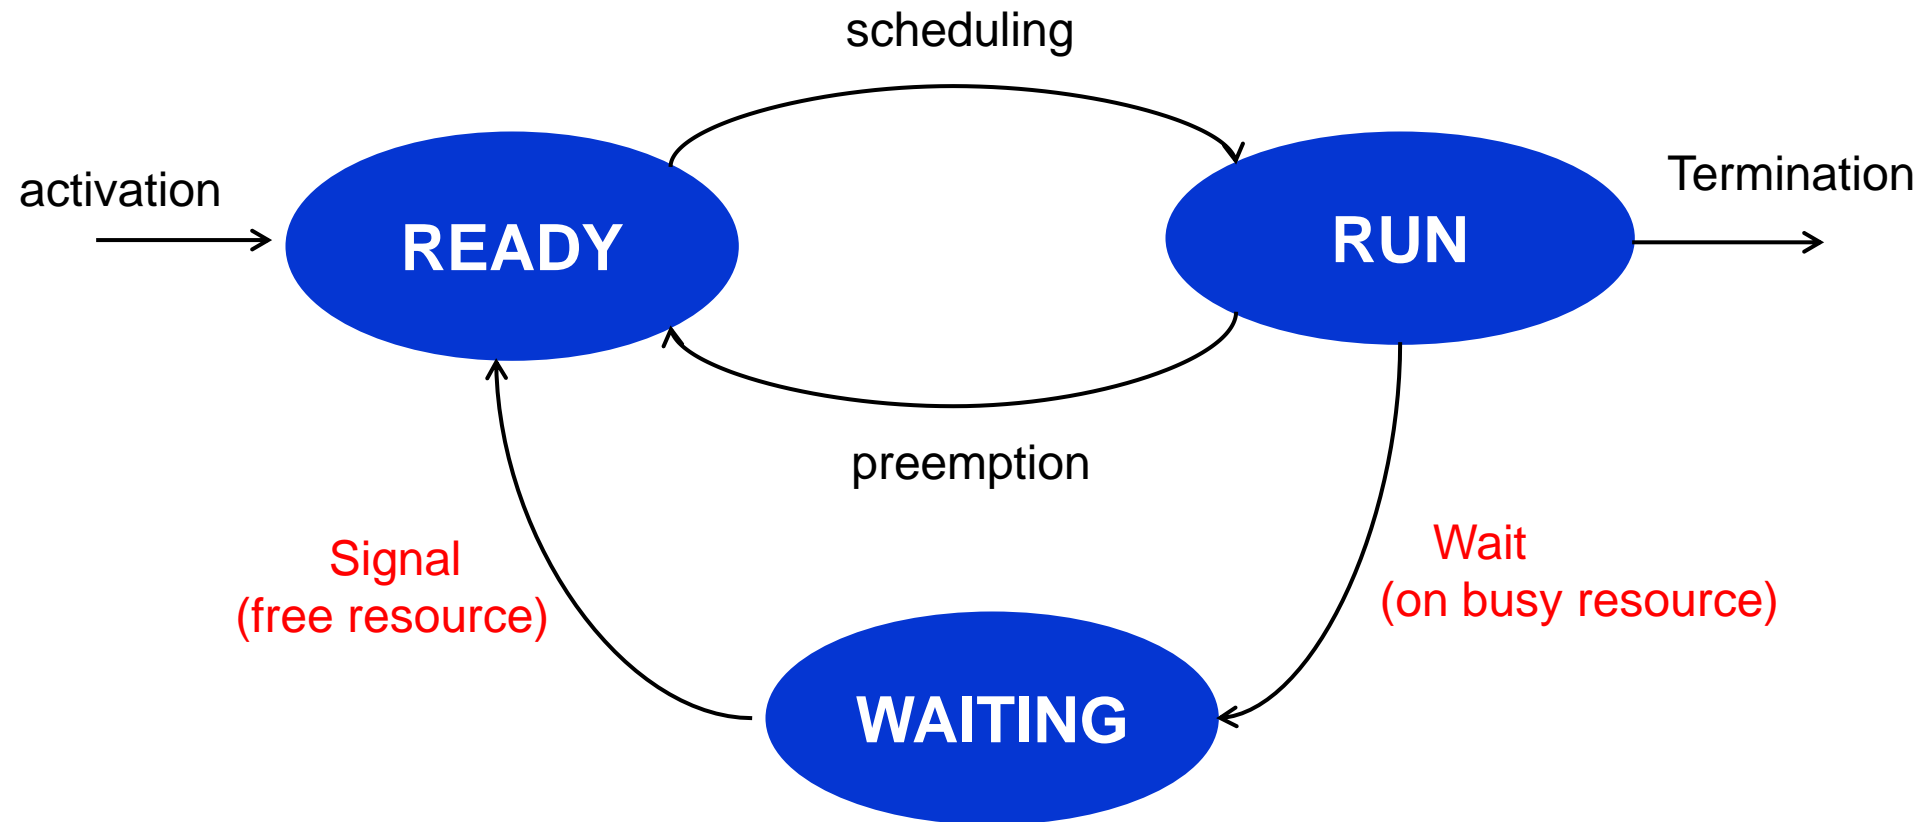 scheduling
activation
READY
RUN
Termination
preemption
Signal
(free resource)
Wait
(on busy resource)
WAITING